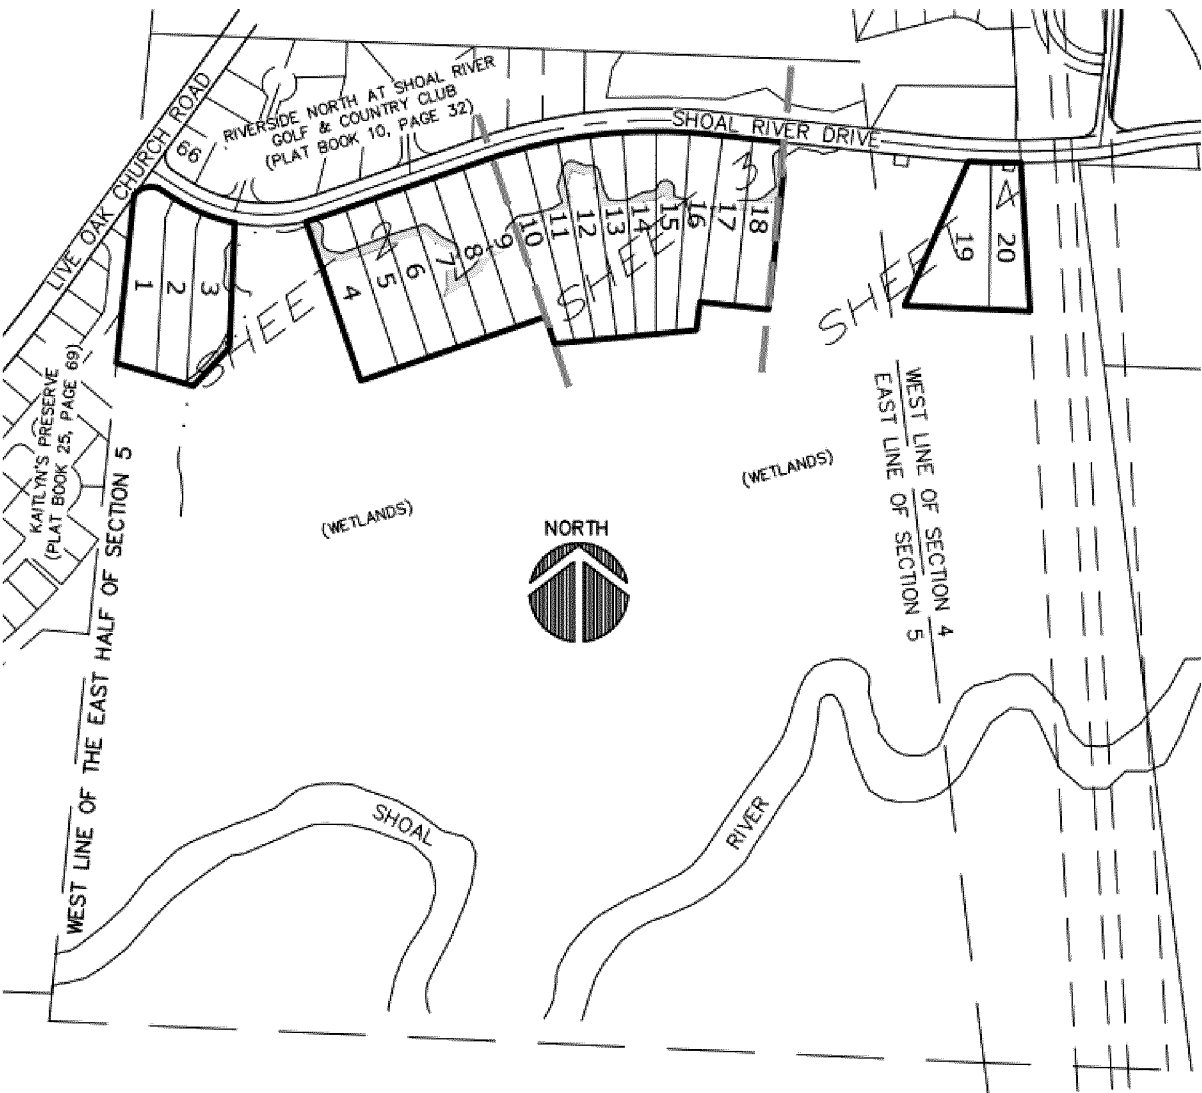 LIVE OAK CHURCH ROAD
66
RIVERSIDE NORTH AT SHOAL RIVER
GOLF & COUNTRY CLUB
(PLAT BOOK 10, PAGE 32)
SHOAL RIVER DRIVE
1
2
3
SHEET 2
4
5
6
7
8
9
10
11
12
13
14
15
16
17
18
SHEET 3
SHEET 4
19
20
KAITLYN'S PRESERVE
(PLAT BOOK 25, PAGE 69)
WEST LINE OF THE EAST HALF OF SECTION 5
(WETLANDS)
(WETLANDS)
NORTH
WEST LINE OF SECTION 4
EAST LINE OF SECTION 5
SHOAL
RIVER